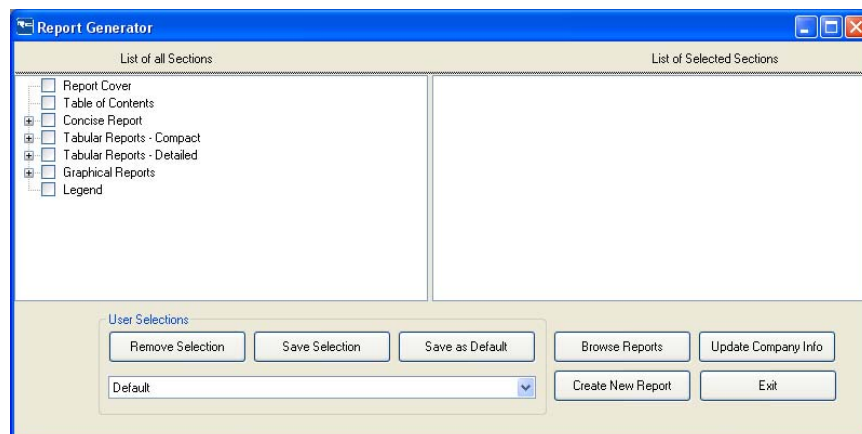 Report Generator
List of all Sections
List of Selected Sections
Report Cover
Table of Contents
Concise Report
Tabular Reports - Compact
Tabular Reports - Detailed
Graphical Reports
Legend
User Selections
Remove Selection
Save Selection
Save as Default
Browse Reports
Update Company Info
Default
Create New Report
Exit